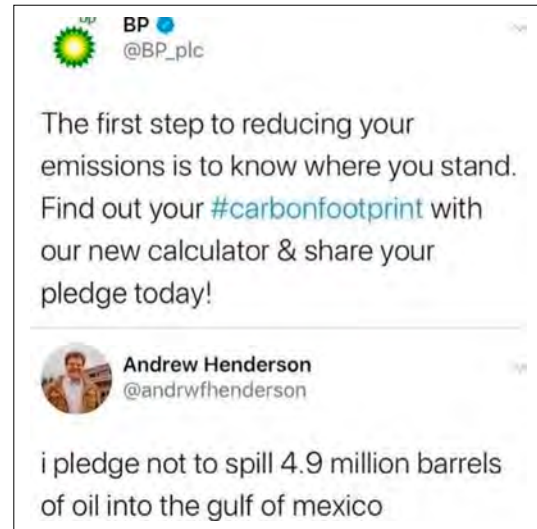 bp
BP
@BP_plc
The first step to reducing your
emissions is to know where you stand.
Find out your #carbonfootprint with
our new calculator & share your
pledge today!
Andrew Henderson
@andrwfhenderson
i pledge not to spill 4.9 million barrels
of oil into the gulf of mexico